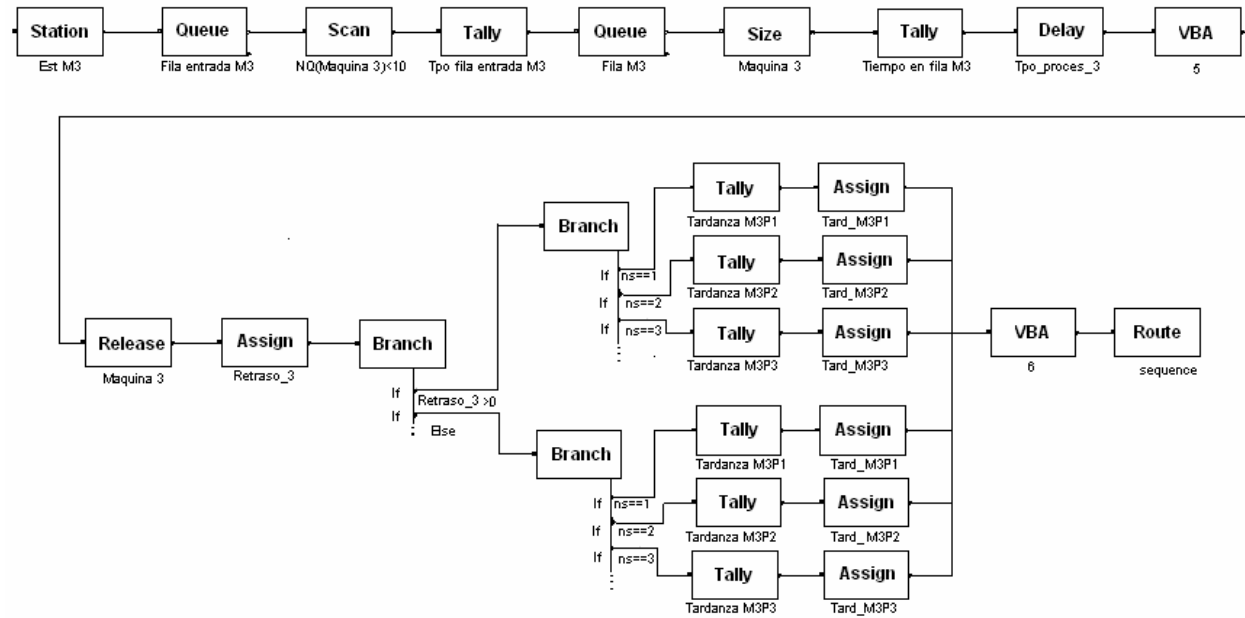 Station
Queue
Scan
Tally
Queue
Size
Tally
Delay
VBA
Est M3
Fila entrada M3
NQ(Maquina 3)<10
Tpo fila entrada M3
Fila M3
Maquina 3
Tiempo en fila M3
Tpo_proces_3
5
Tally
Assign
Tardanza M3P1
Tard_M3P1
Branch
If ns==1
Tally
Assign
Tardanza M3P2
Tard_M3P2
If ns==2
If ns==3
Tally
Assign
Tardanza M3P3
Tard_M3P3
Release
Assign
Branch
VBA
Route
Maquina 3
Retraso_3
6
sequence
If Retraso_3 >0
If
Else
Tally
Assign
Tardanza M3P1
Tard_M3P1
Branch
If ns==1
Tally
Assign
Tardanza M3P2
Tard_ M3P2
If ns==2
If ns==3
Tally
Assign
Tardanza M3P3
Tard_M3P3